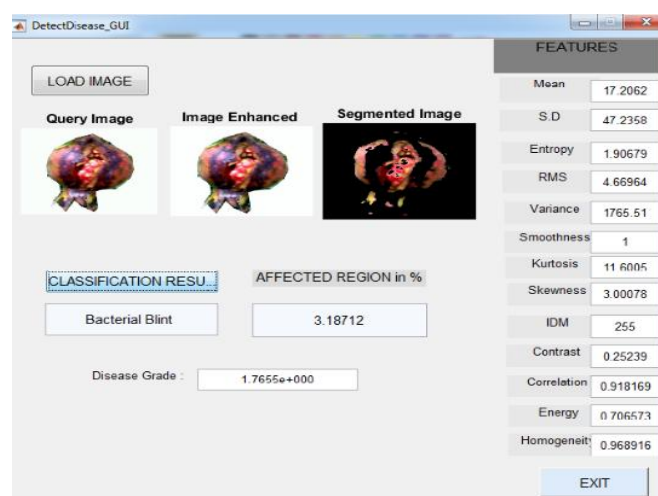 DetectDisease_GUI
LOAD IMAGE
Query Image
Image Enhanced
Segmented Image
CLASSIFICATION RESU...
AFFECTED REGION in %
Bacterial Blint
3.18712
Disease Grade :
1.7655e+000
FEATURES
Mean 17.2062
S.D 47.2358
Entropy 1.90679
RMS 4.66964
Variance 1765.51
Smoothness 1
Kurtosis 11.6005
Skewness 3.00078
IDM 255
Contrast 0.25239
Correlation 0.918169
Energy 0.706573
Homogeneity 0.968916
EXIT